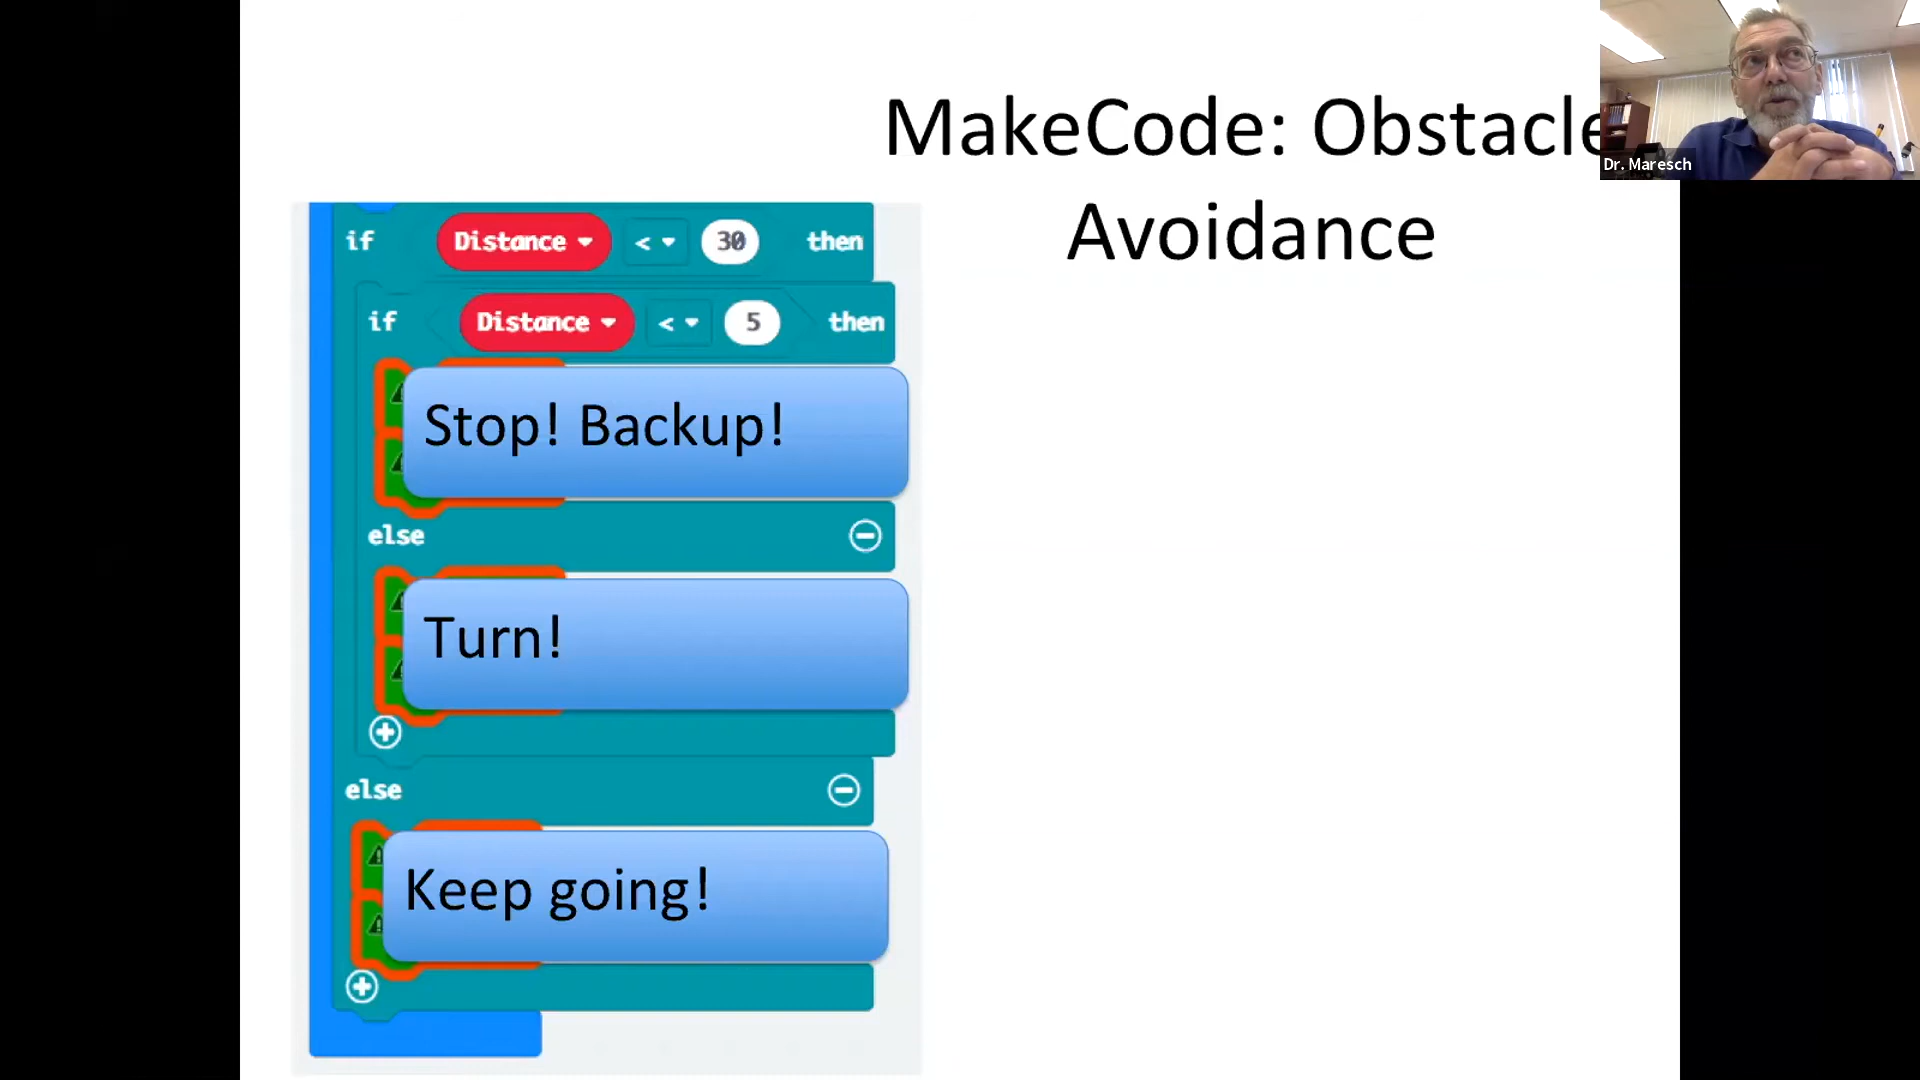 MakeCode: Obstacle
Avoidance
Dr. Maresch
if Distance < 30 then
if Distance < 5 then
Stop! Backup!
else
Turn!
else
Keep going!